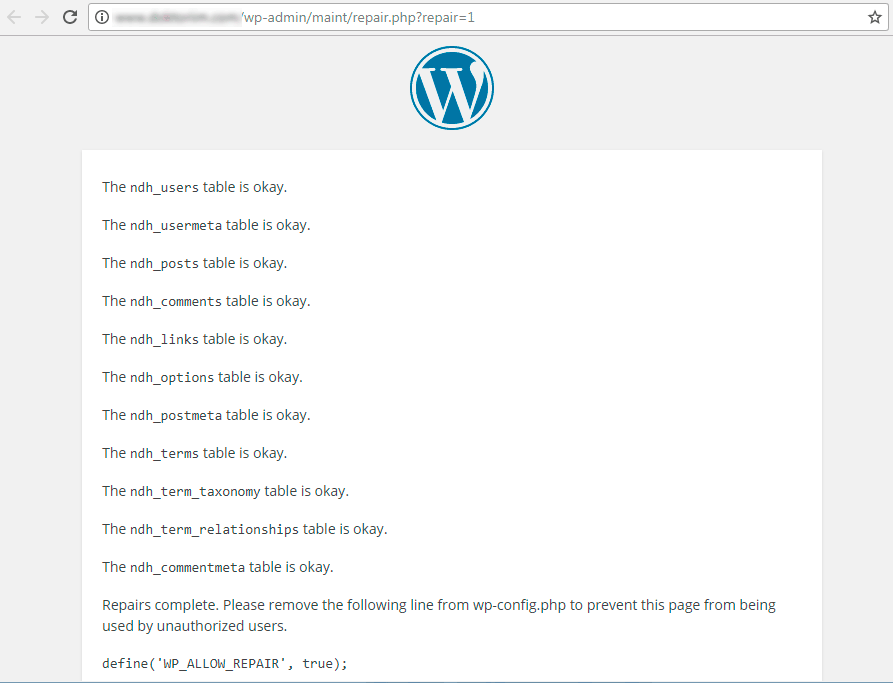 /wp-admin/maint/repair.php?repair=1
The ndh_users table is okay.
The ndh_usermeta table is okay.
The ndh_posts table is okay.
The ndh_comments table is okay.
The ndh_links table is okay.
The ndh_options table is okay.
The ndh_postmeta table is okay.
The ndh_terms table is okay.
The ndh_term_taxonomy table is okay.
The ndh_term_relationships table is okay.
The ndh_commentmeta table is okay.
Repairs complete. Please remove the following line from wp-config.php to prevent this page from being
used by unauthorized users.
define('WP_ALLOW_REPAIR', true);